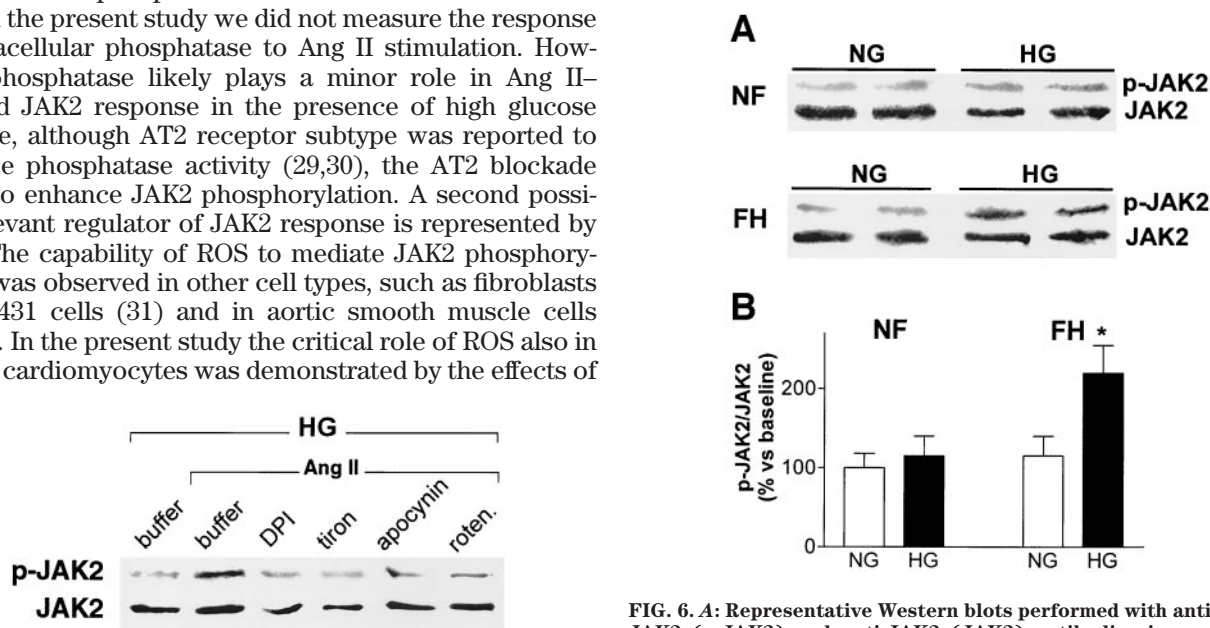 the present study we did not measure the response
acellular phosphatase to Ang II stimulation. How-
phosphatase likely plays a minor role in Ang II–
d JAK2 response in the presence of high glucose
e, although AT2 receptor subtype was reported to
ce phosphatase activity (29,30), the AT2 blockade
o enhance JAK2 phosphorylation. A second possi-
evant regulator of JAK2 response is represented by
he capability of ROS to mediate JAK2 phosphory-
was observed in other cell types, such as fibroblasts
431 cells (31) and in aortic smooth muscle cells
. In the present study the critical role of ROS also in
cardiomyocytes was demonstrated by the effects of
HG
Ang II
buffer buffer DPI tiron apocynin roten.
p-JAK2
JAK2
A
NG HG
NF p-JAK2
JAK2
NG HG
FH p-JAK2
JAK2
B
NF FH *
p-JAK2/JAK2
(% vs baseline)
200
100
0
NG HG NG HG
FIG. 6. A: Representative Western blots performed with anti